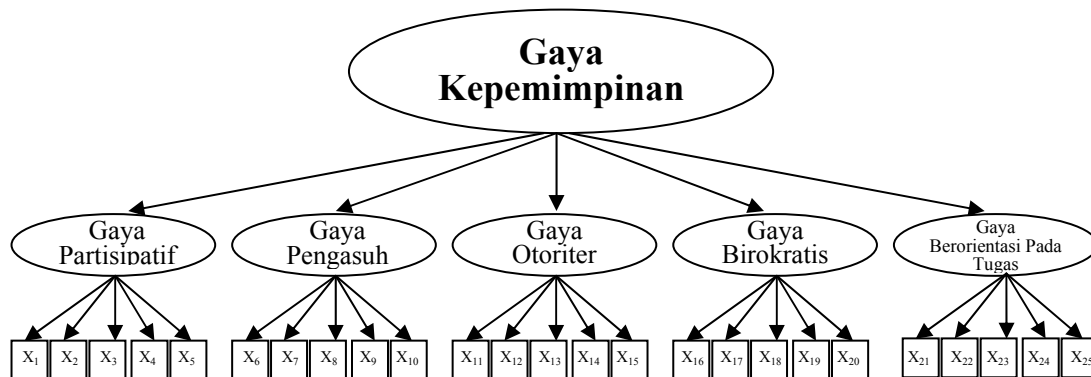 Gaya
Kepemimpinan
Gaya
Partisipatif
Gaya
Pengasuh
Gaya
Otoriter
Gaya
Birokratis
Gaya
Berorientasi Pada
Tugas
X₁ X₂ X₃ X₄ X₅ X₆ X₇ X₈ X₉ X₁₀ X₁₁ X₁₂ X₁₃ X₁₄ X₁₅ X₁₆ X₁₇ X₁₈ X₁₉ X₂₀ X₂₁ X₂₂ X₂₃ X₂₄ X₂₅